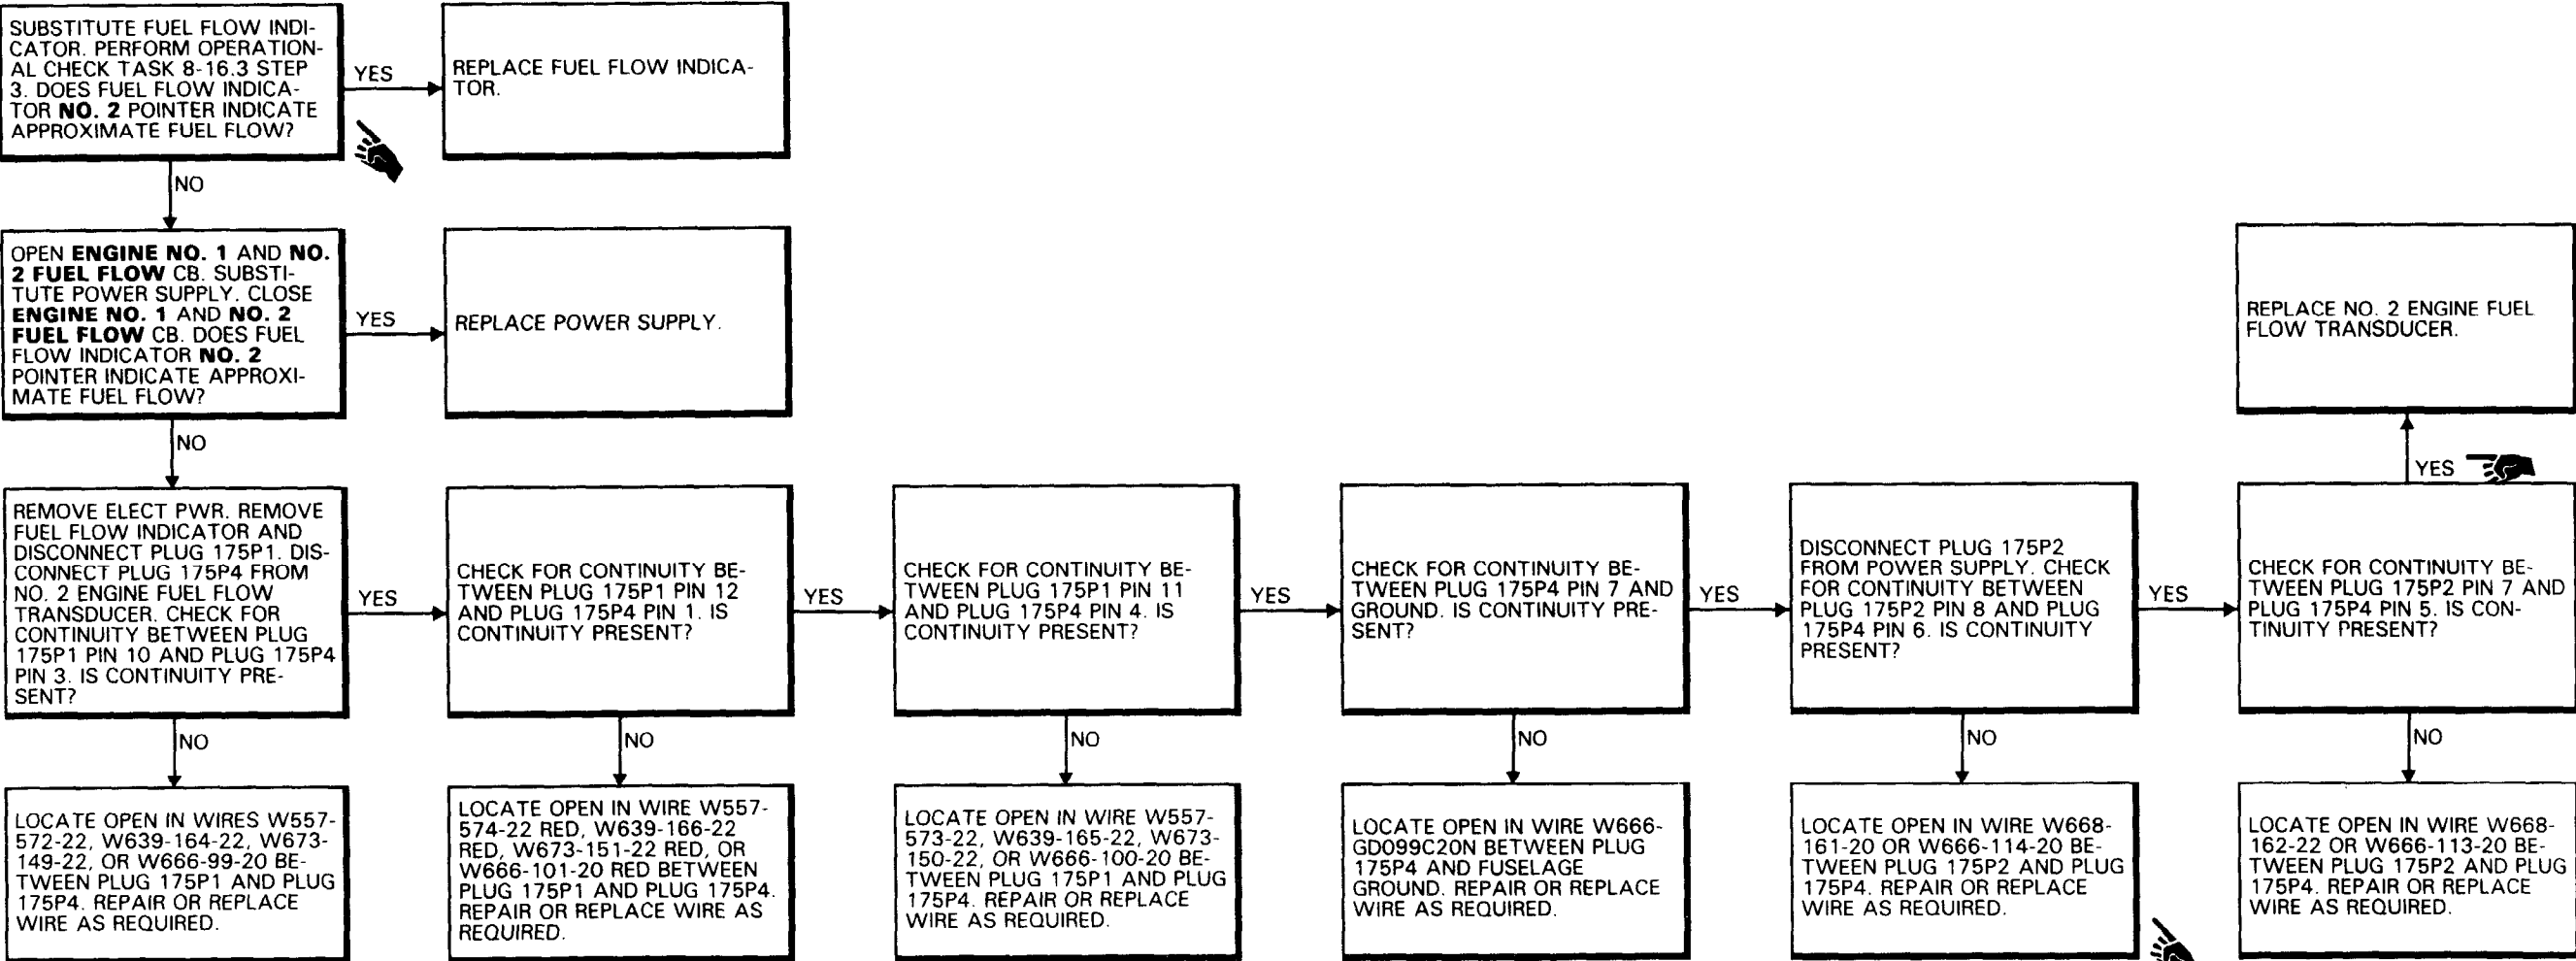 SUBSTITUTE FUEL FLOW INDI-
CATOR. PERFORM OPERATION-
AL CHECK TASK 8-16.3 STEP
3. DOES FUEL FLOW INDICA-
TOR NO. 2 POINTER INDICATE
APPROXIMATE FUEL FLOW?
YES
REPLACE FUEL FLOW INDICA-
TOR.
NO
OPEN ENGINE NO. 1 AND NO.
2 FUEL FLOW CB. SUBSTI-
TUTE POWER SUPPLY. CLOSE
ENGINE NO. 1 AND NO. 2
FUEL FLOW CB. DOES FUEL
FLOW INDICATOR NO. 2
POINTER INDICATE APPROXI-
MATE FUEL FLOW?
YES
REPLACE POWER SUPPLY.
REPLACE NO. 2 ENGINE FUEL
FLOW TRANSDUCER.
NO
YES
REMOVE ELECT PWR. REMOVE
FUEL FLOW INDICATOR AND
DISCONNECT PLUG 175P1. DIS-
CONNECT PLUG 175P4 FROM
NO. 2 ENGINE FUEL FLOW
TRANSDUCER. CHECK FOR
CONTINUITY BETWEEN PLUG
175P1 PIN 10 AND PLUG 175P4
PIN 3. IS CONTINUITY PRE-
SENT?
YES
CHECK FOR CONTINUITY BE-
TWEEN PLUG 175P1 PIN 12
AND PLUG 175P4 PIN 1. IS
CONTINUITY PRESENT?
YES
CHECK FOR CONTINUITY BE-
TWEEN PLUG 175P1 PIN 11
AND PLUG 175P4 PIN 4. IS
CONTINUITY PRESENT?
YES
CHECK FOR CONTINUITY BE-
TWEEN PLUG 175P4 PIN 7 AND
GROUND. IS CONTINUITY PRE-
SENT?
YES
DISCONNECT PLUG 175P2
FROM POWER SUPPLY. CHECK
FOR CONTINUITY BETWEEN
PLUG 175P2 PIN 8 AND PLUG
175P4 PIN 6. IS CONTINUITY
PRESENT?
YES
CHECK FOR CONTINUITY BE-
TWEEN PLUG 175P2 PIN 7 AND
PLUG 175P4 PIN 5. IS CON-
TINUITY PRESENT?
NO
NO
NO
NO
NO
NO
LOCATE OPEN IN WIRES W557-
572-22, W639-164-22, W673-
149-22, OR W666-99-20 BE-
TWEEN PLUG 175P1 AND PLUG
175P4. REPAIR OR REPLACE
WIRE AS REQUIRED.
LOCATE OPEN IN WIRE W557-
574-22 RED, W639-166-22
RED, W673-151-22 RED, OR
W666-101-20 RED BETWEEN
PLUG 175P1 AND PLUG 175P4.
REPAIR OR REPLACE WIRE AS
REQUIRED.
LOCATE OPEN IN WIRE W557-
573-22, W639-165-22, W673-
150-22, OR W666-100-20 BE-
TWEEN PLUG 175P1 AND PLUG
175P4. REPAIR OR REPLACE
WIRE AS REQUIRED.
LOCATE OPEN IN WIRE W666-
GD099C20N BETWEEN PLUG
175P4 AND FUSELAGE
GROUND. REPAIR OR REPLACE
WIRE AS REQUIRED.
LOCATE OPEN IN WIRE W668-
161-20 OR W666-114-20 BE-
TWEEN PLUG 175P2 AND PLUG
175P4. REPAIR OR REPLACE
WIRE AS REQUIRED.
LOCATE OPEN IN WIRE W668-
162-22 OR W666-113-20 BE-
TWEEN PLUG 175P2 AND PLUG
175P4. REPAIR OR REPLACE
WIRE AS REQUIRED.